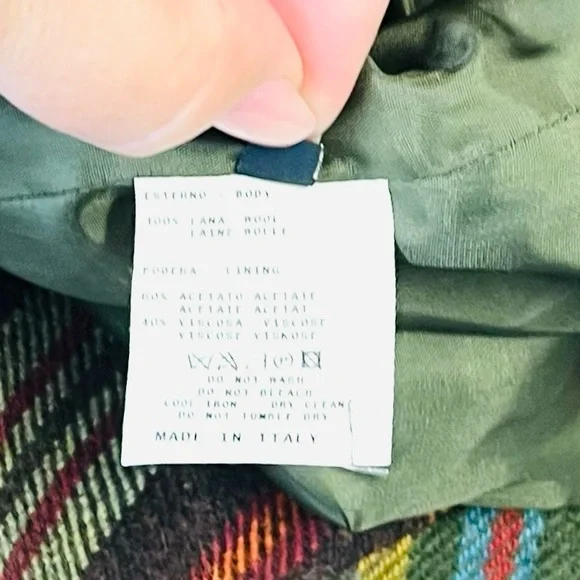 ESTERNO - BODY
100% LANA WOOL
LAINE WOLLE
FODERA LINING
60% ACETATO ACETATE
ACETATE ACETAT
40% VISCOSA VISCOSE
VISCOSE VISKOSE
DO NOT WASH
DO NOT BLEACH
COOL IRON DRY CLEAN
DO NOT TUMBLE DRY
MADE IN ITALY